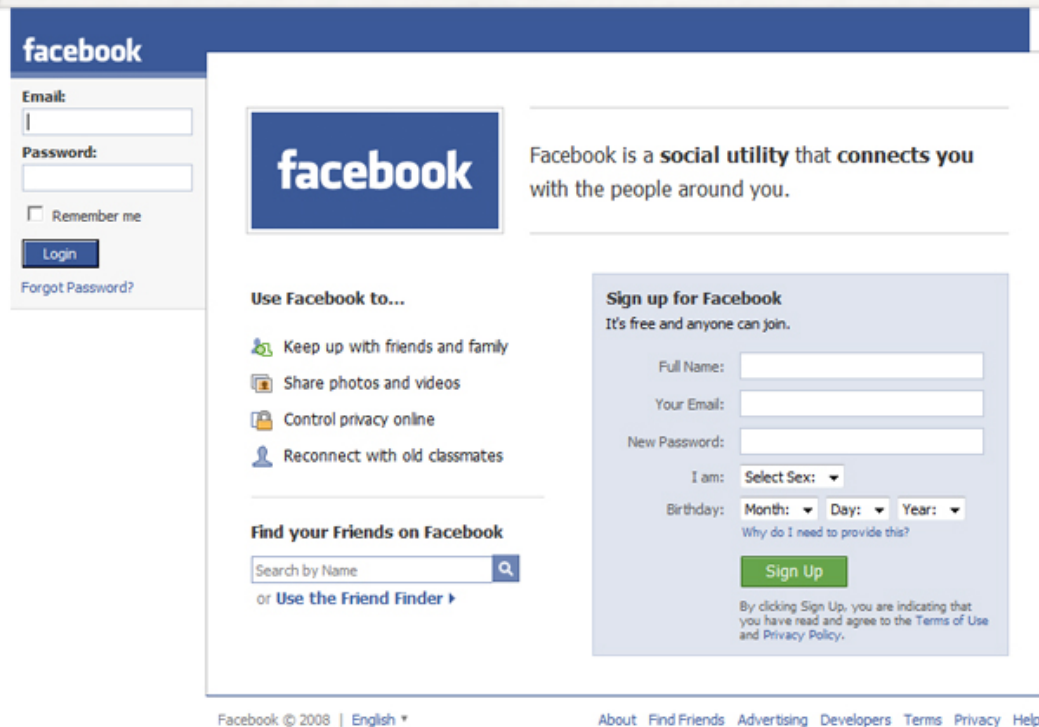 facebook
Email:
Password:
Remember me
Login
Forgot Password?
facebook
Facebook is a social utility that connects you
with the people around you.
Use Facebook to...
Keep up with friends and family
Share photos and videos
Control privacy online
Reconnect with old classmates
Find your Friends on Facebook
Search by Name
or Use the Friend Finder
Sign up for Facebook
It's free and anyone can join.
Full Name:
Your Email:
New Password:
I am: Select Sex:
Birthday: Month: Day: Year:
Why do I need to provide this?
Sign Up
By clicking Sign Up, you are indicating that
you have read and agree to the Terms of Use
and Privacy Policy.
Facebook © 2008 | English
About Find Friends Advertising Developers Terms Privacy Help